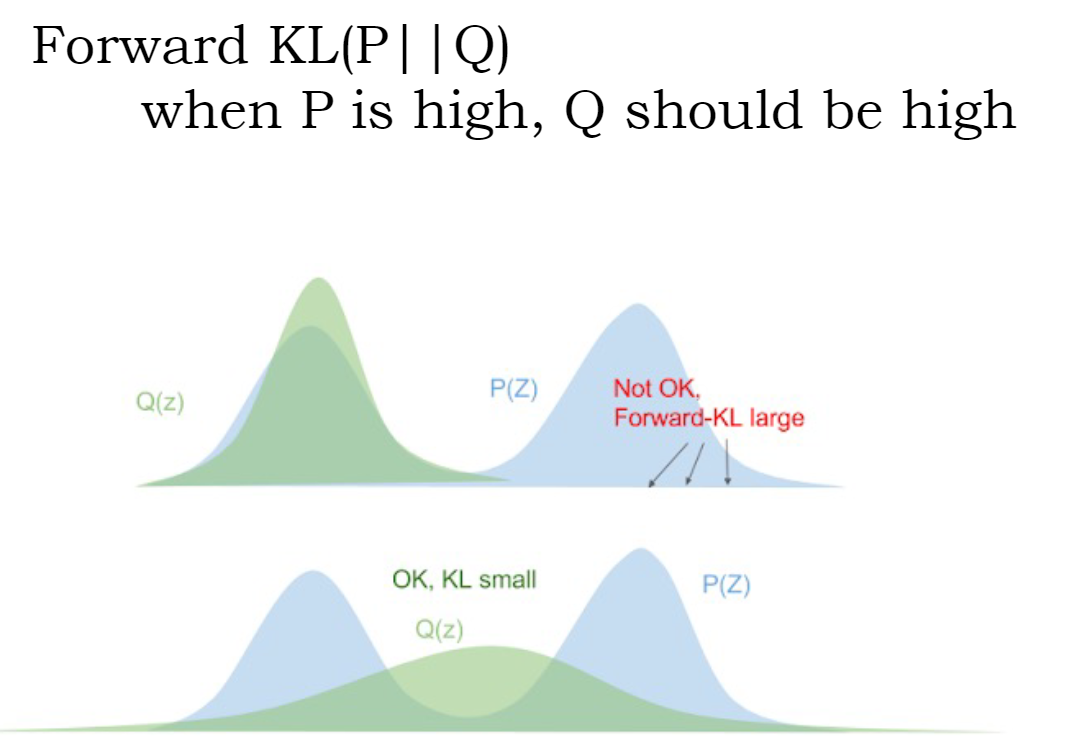 Forward KL(P||Q)
when P is high, Q should be high
Q(z)
P(Z)
Not OK,
Forward-KL large
OK, KL small
P(Z)
Q(z)